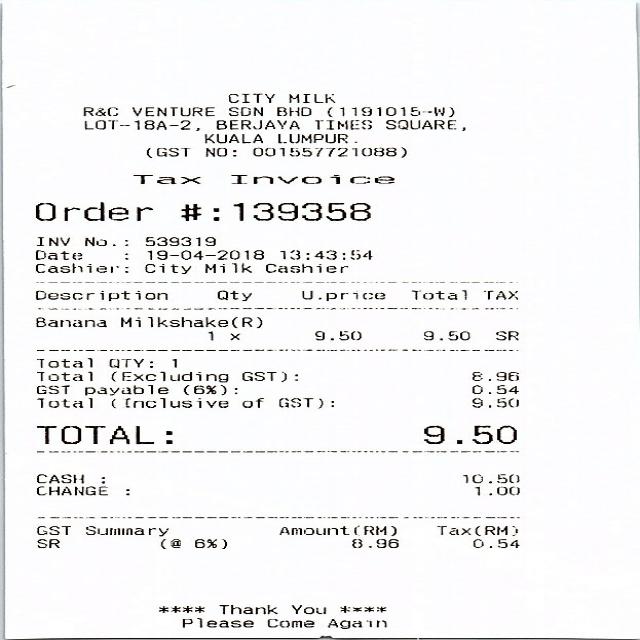 CITY MILK
R&C VENTURE SDN BHD (1191015-W)
LOT-18A-2, BERJAYA TIMES SQUARE,
KUALA LUMPUR.
(GST NO: 001557721088)
Tax Invoice
Order #:139358
INV No.: 539319
Date : 19-04-2018 13:43:54
Cashier: City Milk Cashier
Description Qty U.price Total TAX
Banana Milkshake(R)
1 x 9.50 9.50 SR
Total QTY: 1
Total (Excluding GST): 8.96
GST payable (6%): 0.54
Total (Inclusive of GST): 9.50
TOTAL: 9.50
CASH : 10.50
CHANGE : 1.00
GST Summary Amount(RM) Tax(RM)
SR (@ 6%) 8.96 0.54
**** Thank You ****
Please Come Again